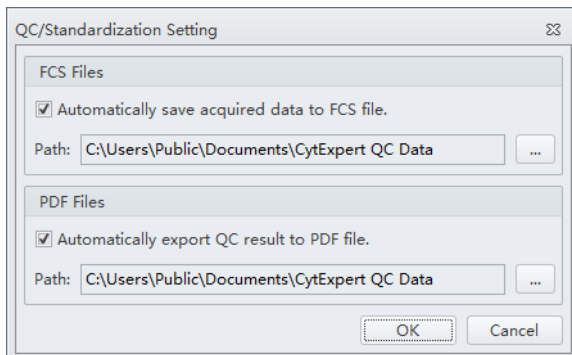 QC/Standardization Setting
FCS Files
Automatically save acquired data to FCS file.
Path: C:\Users\Public\Documents\CytExpert QC Data ...
PDF Files
Automatically export QC result to PDF file.
Path: C:\Users\Public\Documents\CytExpert QC Data ...
OK Cancel